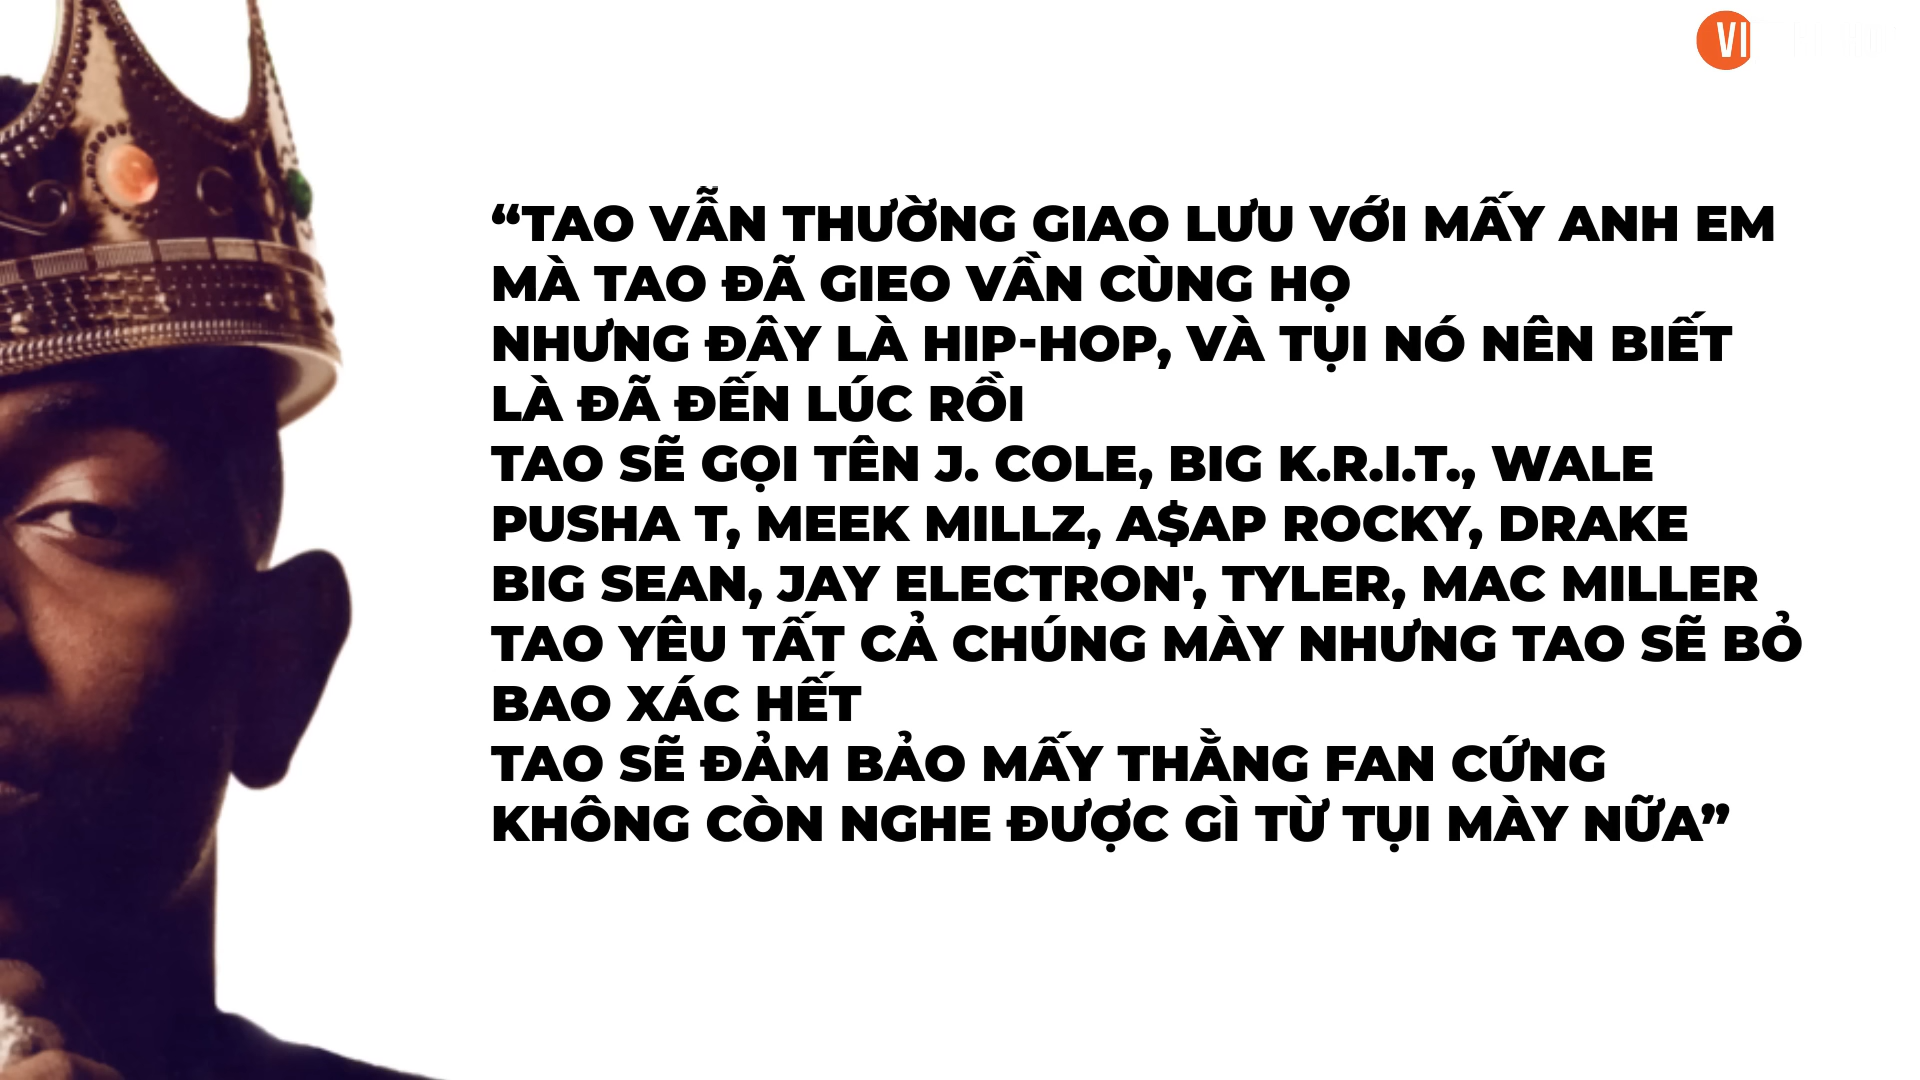 VI
“TAO VẪN THƯỜNG GIAO LƯU VỚI MẤY ANH EM
MÀ TAO ĐÃ GIEO VẦN CÙNG HỌ
NHƯNG ĐÂY LÀ HIP-HOP, VÀ TỤI NÓ NÊN BIẾT
LÀ ĐÃ ĐẾN LÚC RỒI
TAO SẼ GỌI TÊN J. COLE, BIG K.R.I.T., WALE
PUSHA T, MEEK MILLZ, A$AP ROCKY, DRAKE
BIG SEAN, JAY ELECTRON', TYLER, MAC MILLER
TAO YÊU TẤT CẢ CHÚNG MÀY NHƯNG TAO SẼ BỎ
BAO XÁC HẾT
TAO SẼ ĐẢM BẢO MẤY THẰNG FAN CỨNG
KHÔNG CÒN NGHE ĐƯỢC GÌ TỪ TỤI MÀY NỮA”